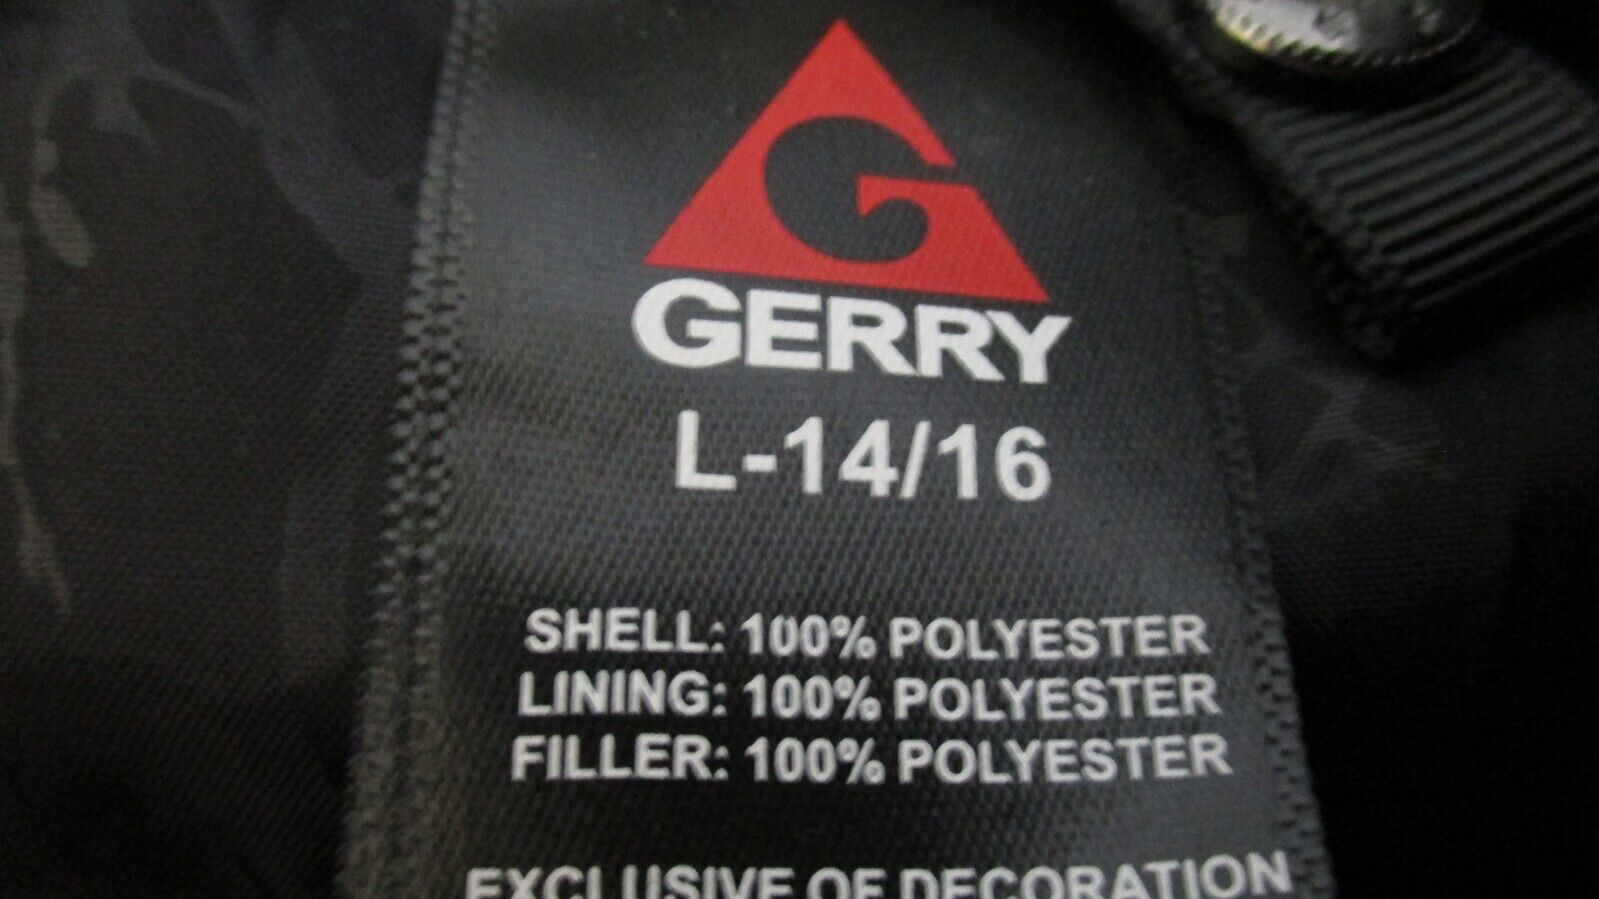 G
GERRY
L-14/16
SHELL: 100% POLYESTER
LINING: 100% POLYESTER
FILLER: 100% POLYESTER
EXCLUSIVE OF DECORATION